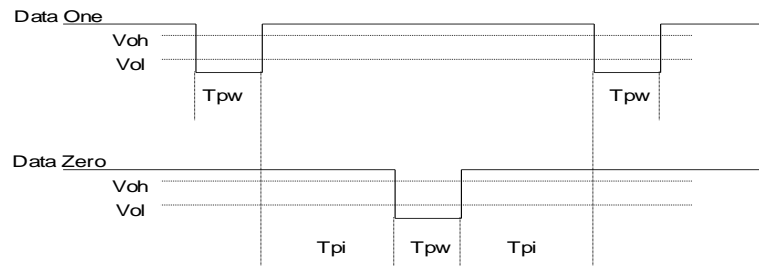 Data One
Voh
Vol
Tpw Tpw
Data Zero
Voh
Vol
Tpi Tpw Tpi